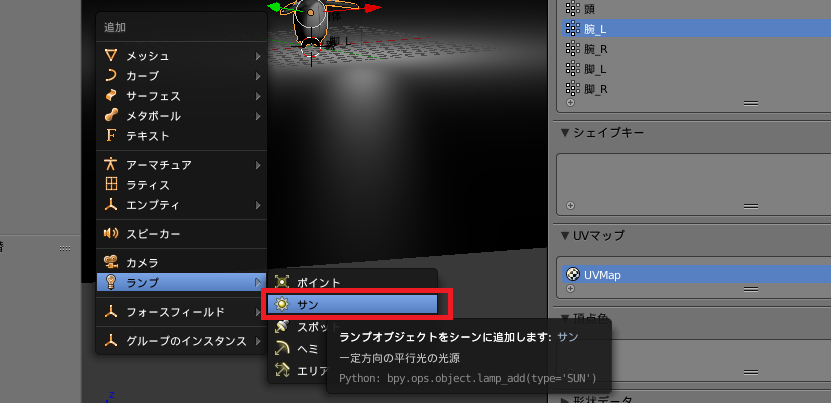 追加
メッシュ
カーブ
サーフェス
メタボール
テキスト
アーマチュア
ラティス
エンプティ
スピーカー
カメラ
ランプ
フォースフィールド
グループのインスタンス
ポイント
サン
スポット
ヘミ
エリア
ランプオブジェクトをシーンに追加します: サン
一定方向の平行光の光源
Python: bpy.ops.object.lamp_add(type='SUN')
脚_L
z
頭
腕_L
腕_R
脚_L
脚_R
シェイプキー
UVマップ
UVMap
頂点色
形状データ